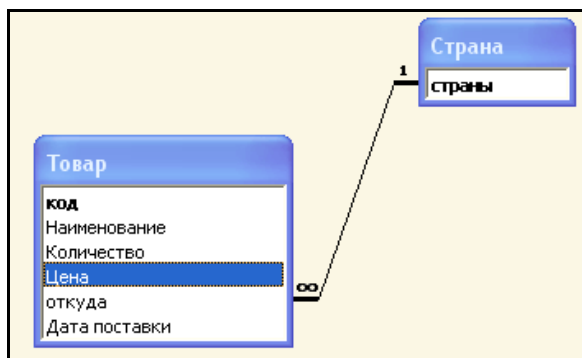 Страна
1
страны
Товар
код
Наименование
Количество
Цена
откуда
Дата поставки
∞